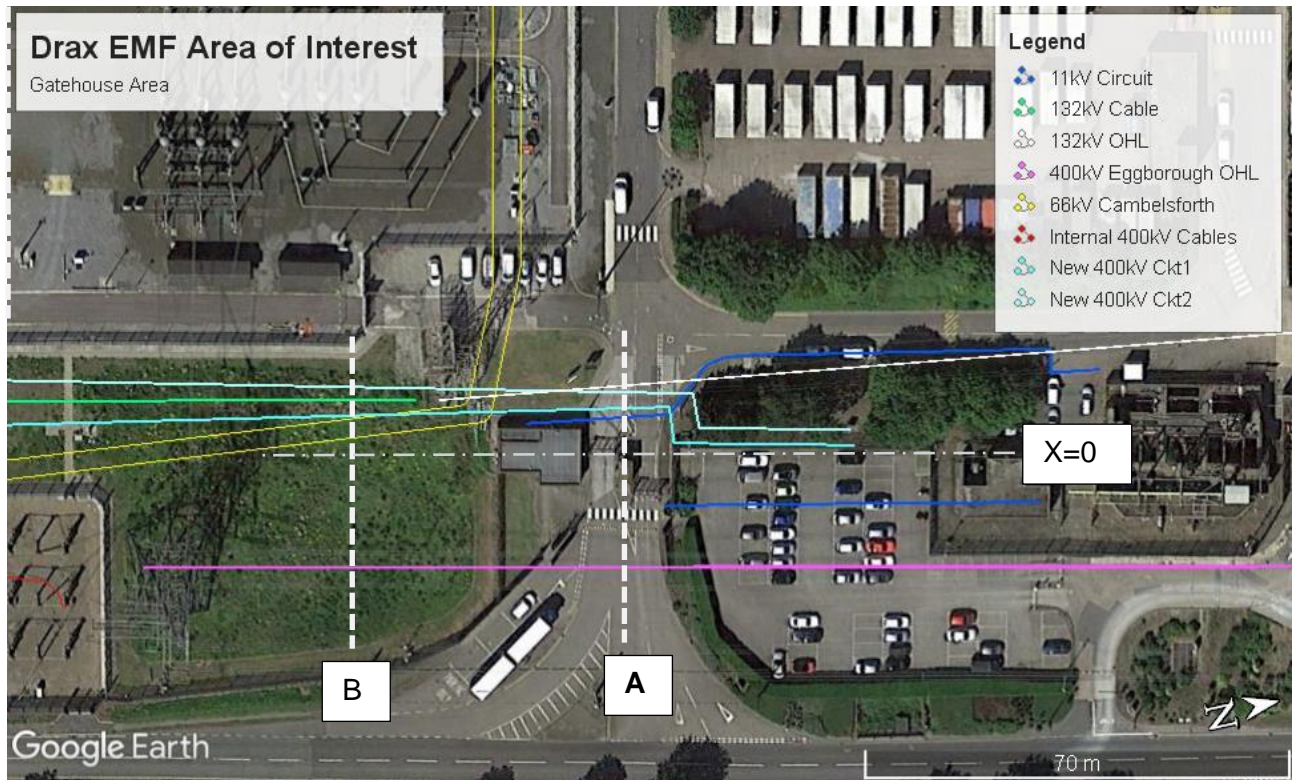 Drax EMF Area of Interest
Gatehouse Area
Legend
11kV Circuit
132kV Cable
132kV OHL
400kV Eggborough OHL
66kV Cambelsforth
Internal 400kV Cables
New 400kV Ckt1
New 400kV Ckt2
X=0
B
A
N
Google Earth
70 m